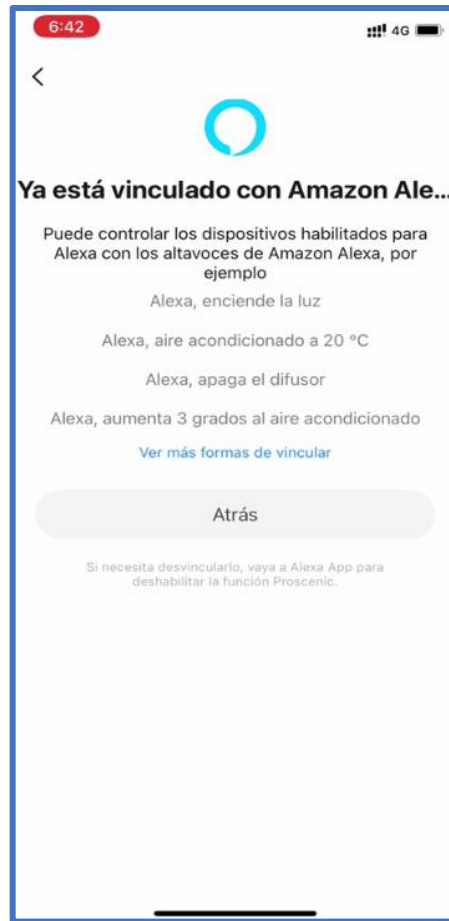 6:42
4G
Ya está vinculado con Amazon Ale...
Puede controlar los dispositivos habilitados para
Alexa con los altavoces de Amazon Alexa, por
ejemplo
Alexa, enciende la luz
Alexa, aire acondicionado a 20 °C
Alexa, apaga el difusor
Alexa, aumenta 3 grados al aire acondicionado
Ver más formas de vincular
Atrás
Si necesita desvincularlo, vaya a Alexa App para
deshabilitar la función Proscenic.